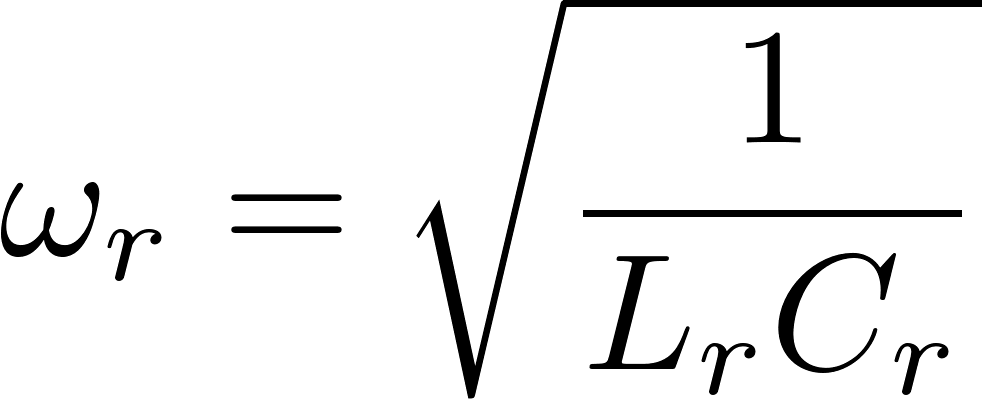 ω_r = √(1/(L_r C_r))